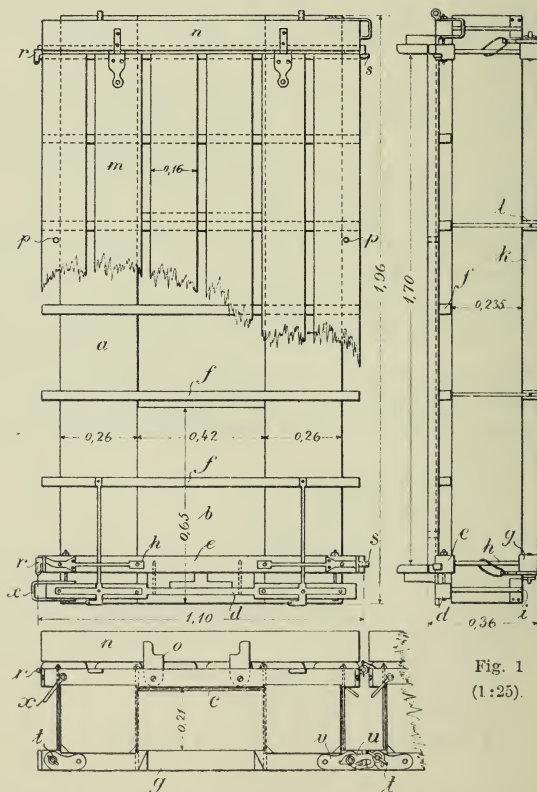 n
r
s
m
0,16
l
p
p
k
1,96
1,70
f
0,235
a
f
0,26
0,42
0,26
f
0,65
b
h
e
r
s
e
g
h
x
d
1,10
d
i
0,36
n
o
r
x
c
Fig. 1
(1:25).
0,21
t
v
u
g
t